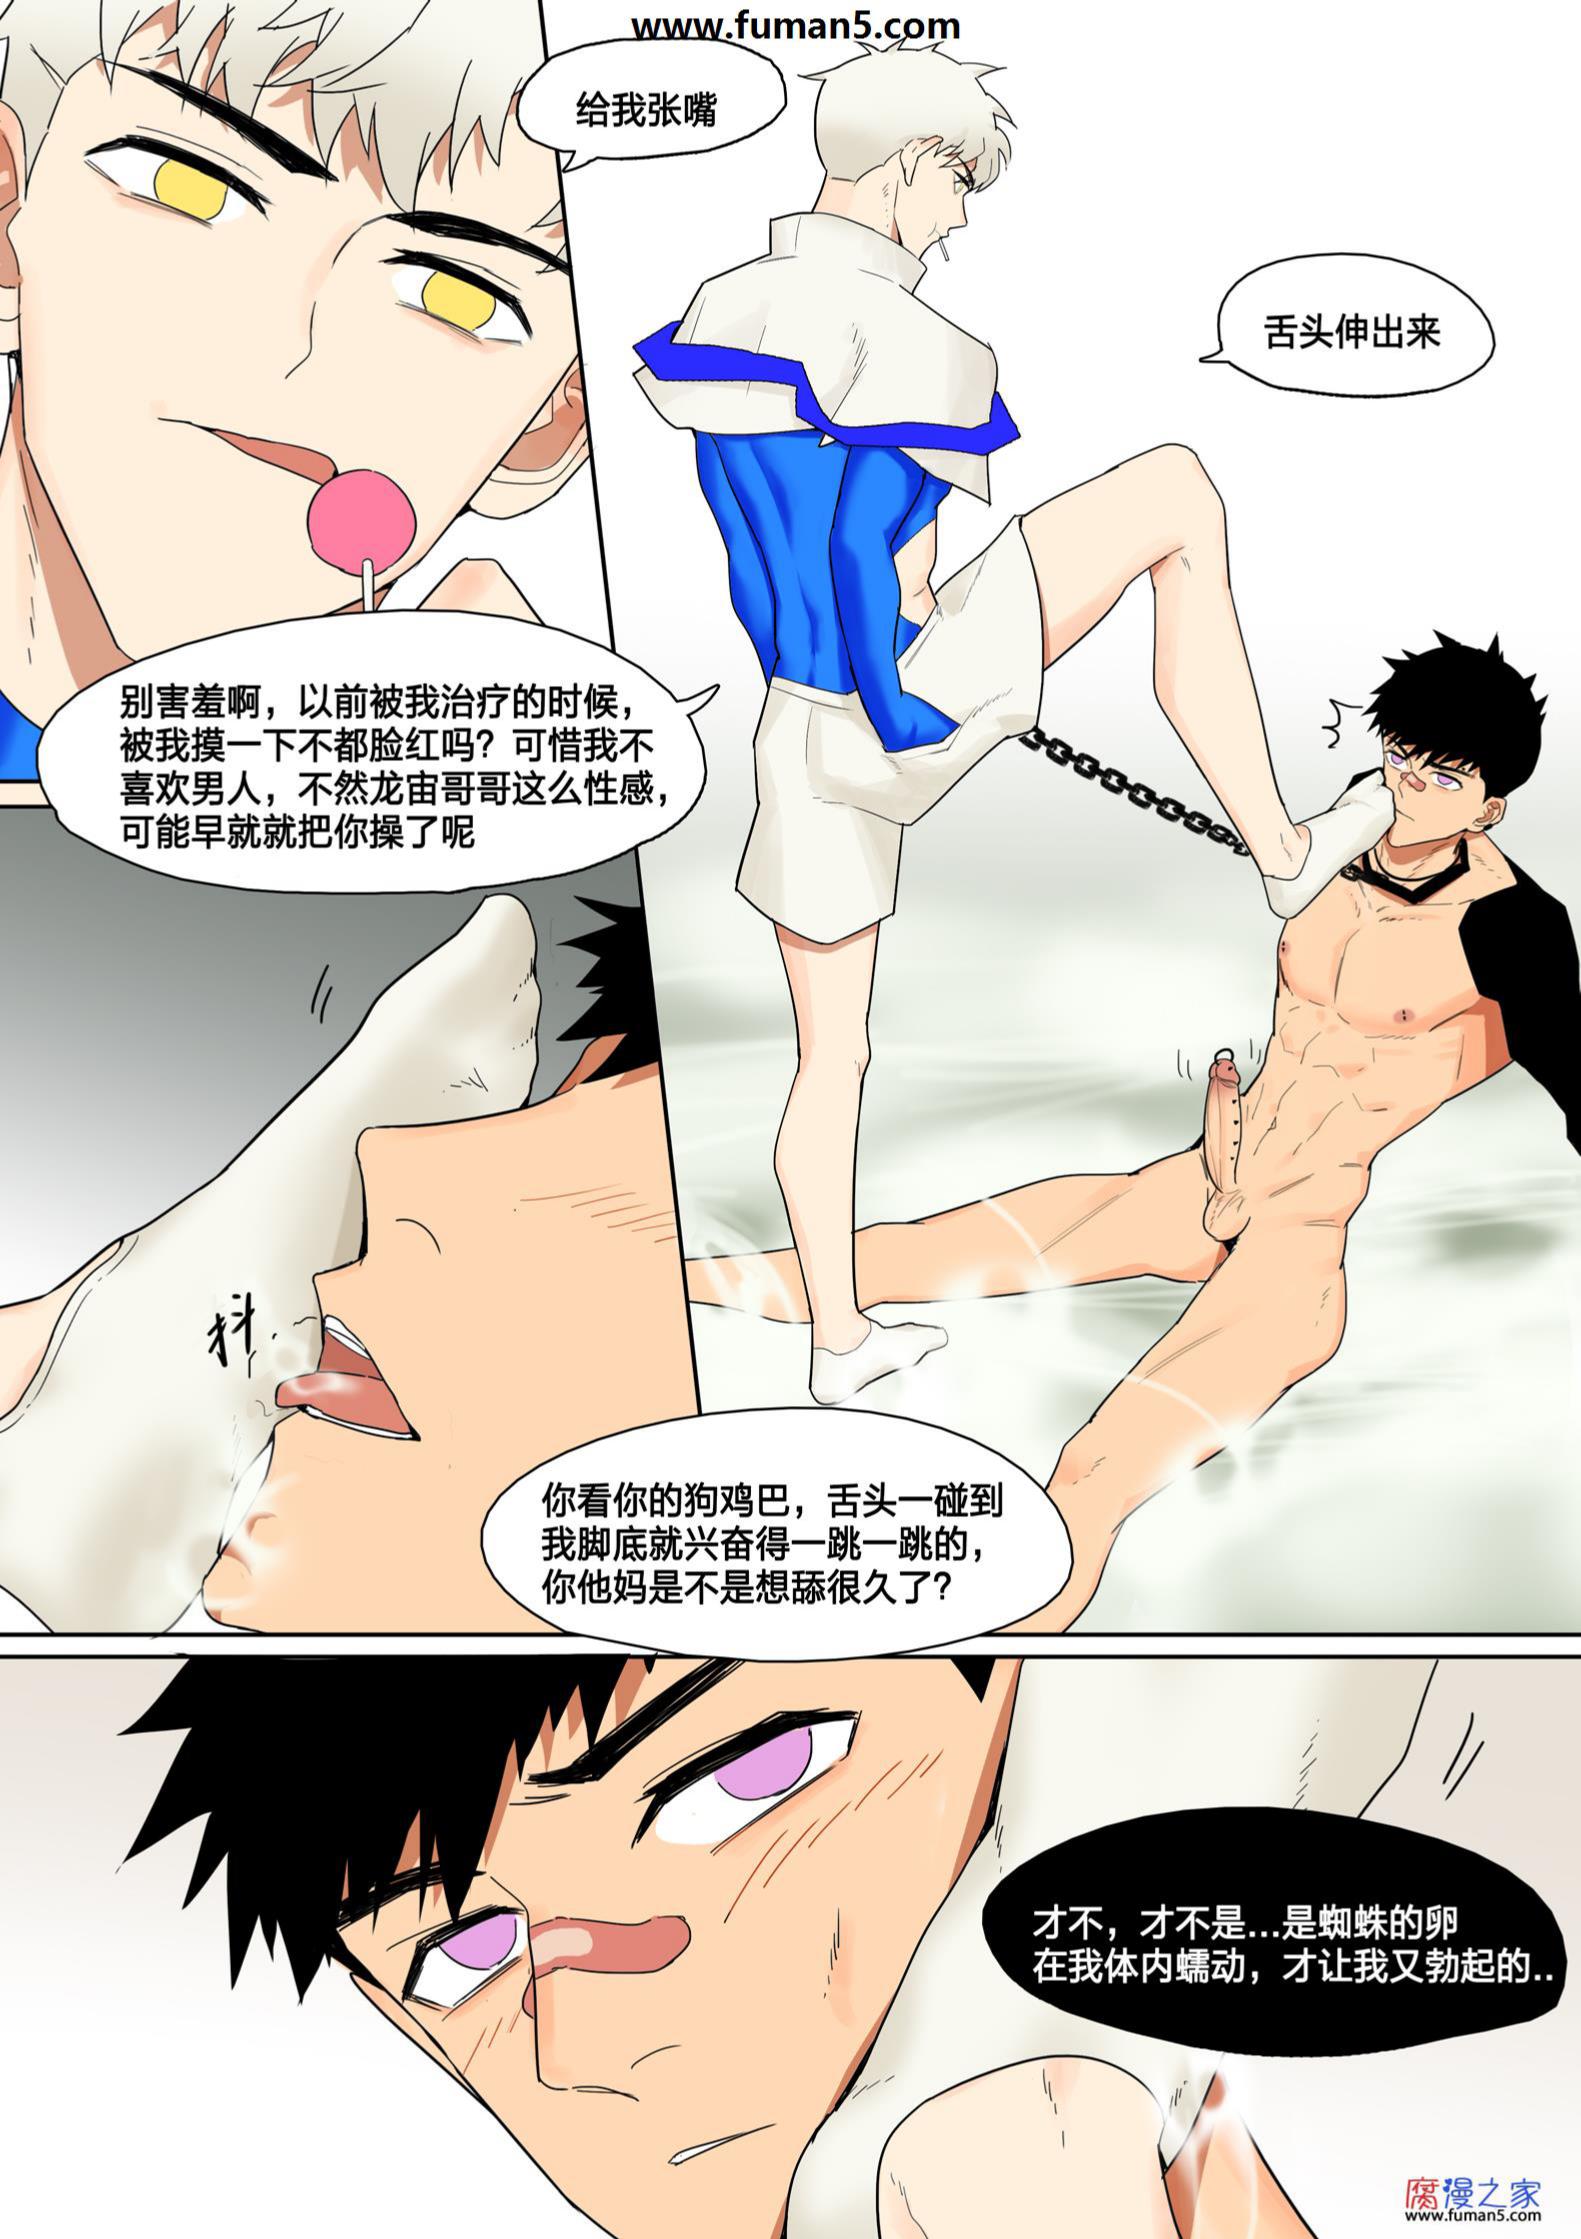 www.fuman5.com
给我张嘴
舌头伸出来
别害羞啊，以前被我治疗的时候，
被我摸一下不都脸红吗？可惜我不
喜欢男人，不然龙宙哥哥这么性感，
可能早就就把你操了呢
抖
你看你的狗鸡巴，舌头一碰到
我脚底就兴奋得一跳一跳的，
你他妈是不是想舔很久了？
才不，才不是...是蜘蛛的卵
在我体内蠕动，才让我又勃起的..
腐漫之家
www.fuman5.com